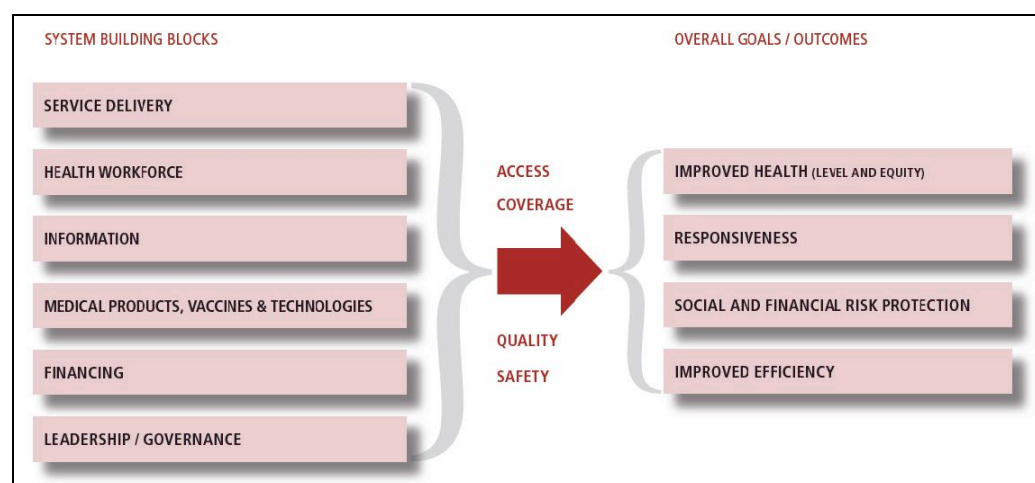 SYSTEM BUILDING BLOCKS
SERVICE DELIVERY
HEALTH WORKFORCE
INFORMATION
MEDICAL PRODUCTS, VACCINES & TECHNOLOGIES
FINANCING
LEADERSHIP / GOVERNANCE
ACCESS
COVERAGE
QUALITY
SAFETY
OVERALL GOALS / OUTCOMES
IMPROVED HEALTH (LEVEL AND EQUITY)
RESPONSIVENESS
SOCIAL AND FINANCIAL RISK PROTECTION
IMPROVED EFFICIENCY